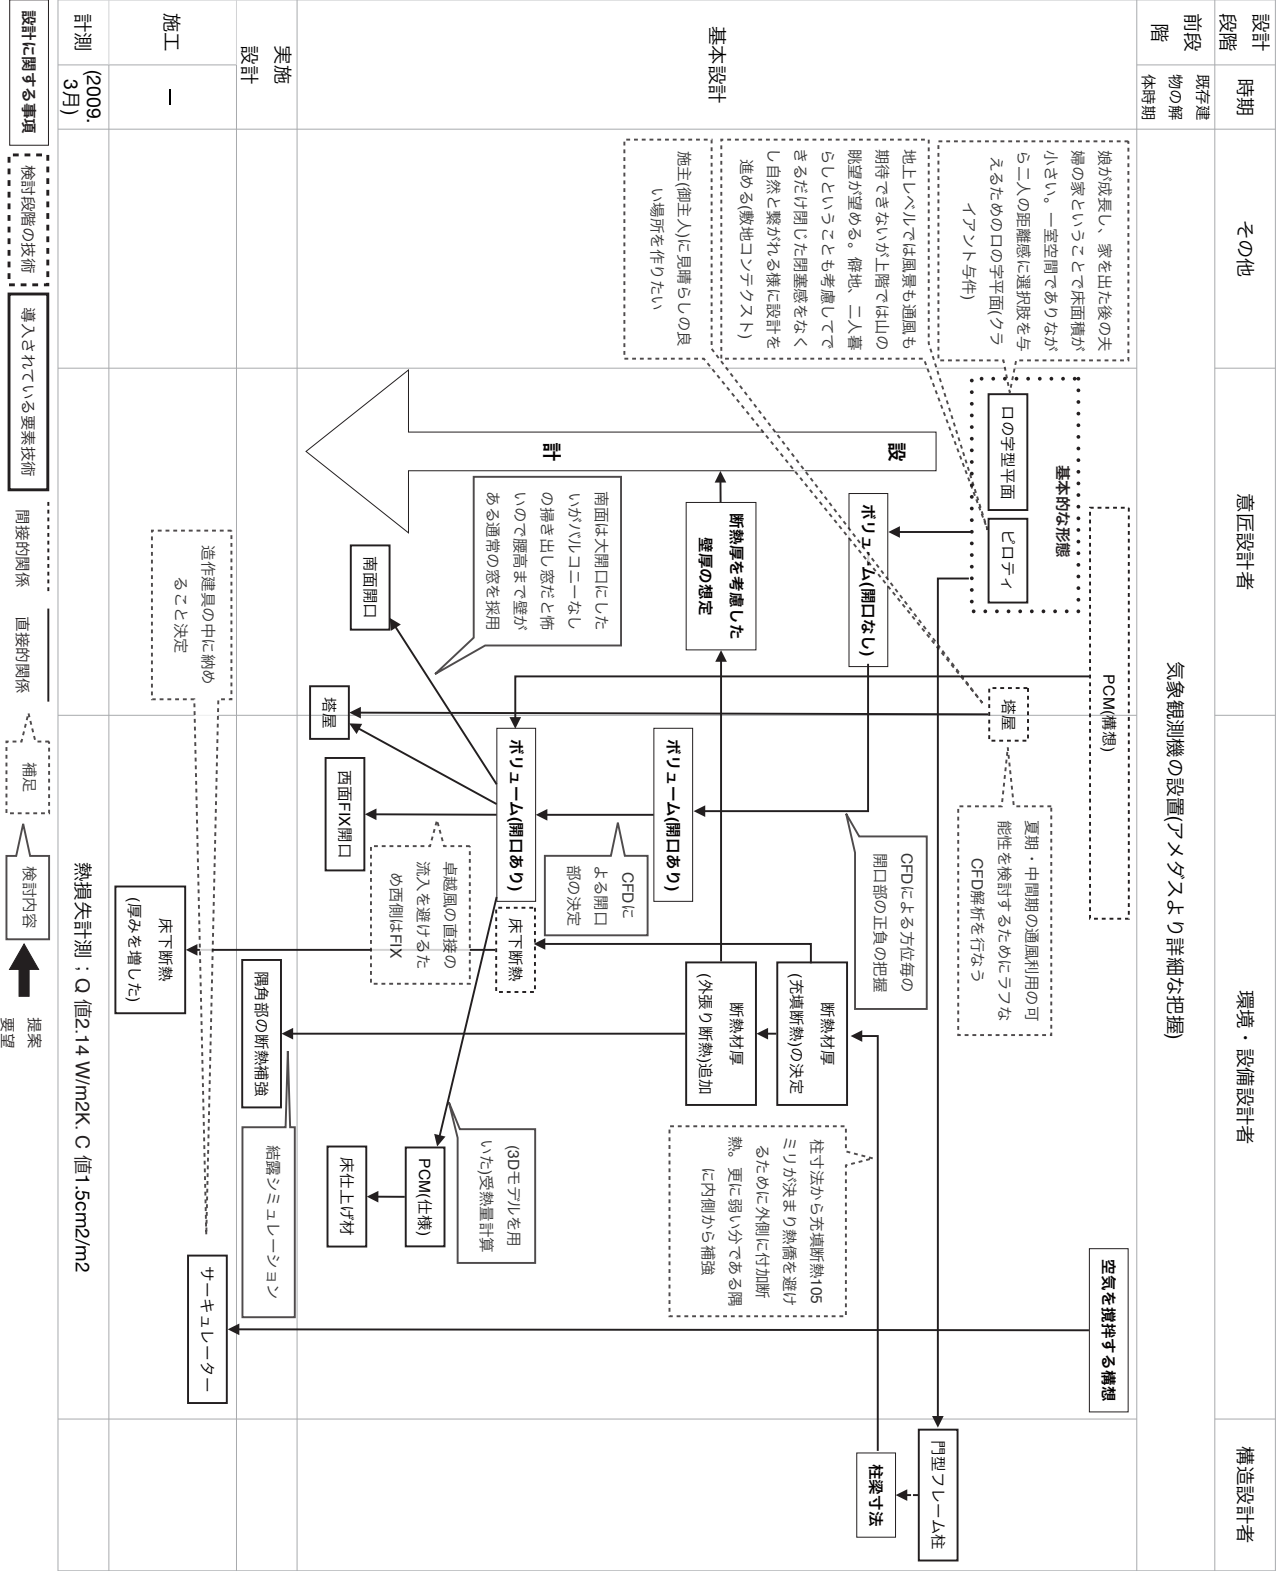 設計
段階
時期
その他
意匠設計者
環境・設備設計者
構造設計者
前段
階
既存建
物の解
体時期
気象観測機の設置(アメダスより詳細な把握)
基本設計
PCM(構想)
空気を撹拌する構想
娘が成長し、家を出た後の夫
婦の家ということで床面積が
小さい。一室空間でありなが
ら二人の距離感に選択肢を与
えるためのロの字平面(クラ
イアント与件)
基本的な形態
ロの字型平面
ピロティ
塔屋
夏期・中間期の通風利用の可
能性を検討するためにラフな
CFD解析を行なう
地上レベルでは風景も通風も
期待できないが上階では山の
眺望が望める。僻地、二人暮
らしということも考慮してで
きるだけ閉じた閉塞感をなく
し自然と繋がれる様に設計を
進める(敷地コンテクスト)
設
計
ボリューム(開口なし)
CFDによる方位毎の
開口部の正負の把握
門型フレーム柱
柱梁寸法
施主(御主人)に見晴らしの良
い場所を作りたい
断熱厚を考慮した
壁厚の想定
断熱材厚
(充填断熱)の決定
断熱材厚
(外張り断熱)追加
柱寸法から充填断熱105
ミリが決まり熱僑を避け
るために外側に付加断
熱。更に弱い分である隅
に内側から補強
ボリューム(開口あり)
CFDに
よる開口
部の決定
南面は大開口にした
いがバルコニーなし
の掃き出し窓だと怖
いので腰高まで壁が
ある通常の窓を採用
ボリューム(開口あり)
床下断熱
(3Dモデルを用
いた)受熱量計算
卓越風の直接の
流入を避けるた
め西側はFIX
PCM(仕様)
床仕上げ材
南面開口
塔屋
西面FIX開口
実施
設計
隅角部の断熱補強
結露シミュレーション
施工
–
造作建具の中に納め
ること決定
床下断熱
(厚みを増した)
サーキュレーター
計測
(2009.
3月)
熱損失計測；Q 値2.14 W/m2K. C 値1.5cm2/m2
設計に関する事項
検討段階の技術
導入されている要素技術
間接的関係
直接的関係
補足
検討内容
提案
要望